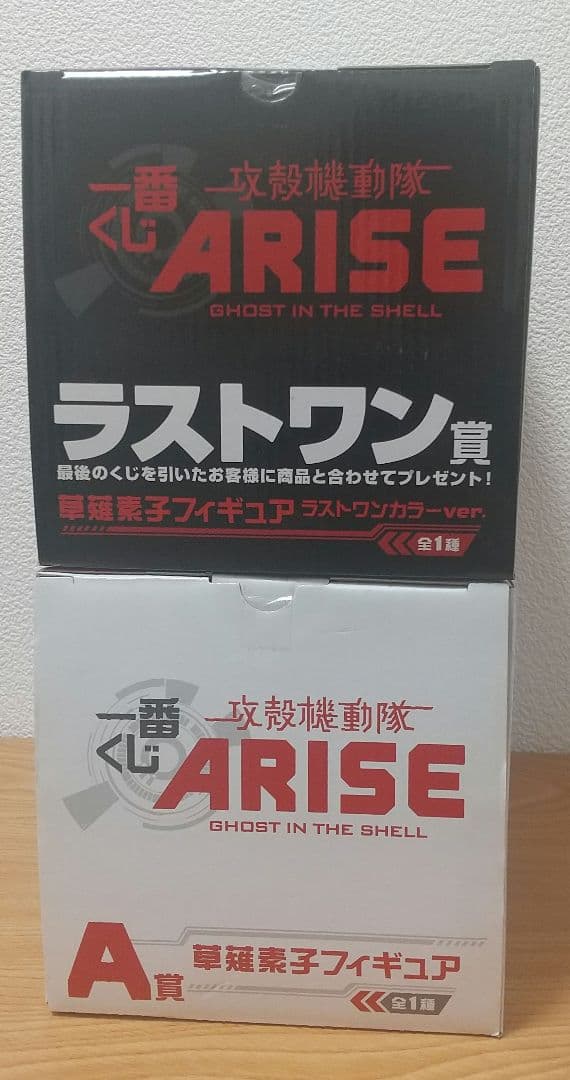 一番くじ
攻殻機動隊
ARISE
GHOST IN THE SHELL
ラストワン賞
最後のくじを引いたお客様に商品と合わせてプレゼント!
草薙素子フィギュア ラストワンカラーver.
全1種
一番くじ
攻殻機動隊
ARISE
GHOST IN THE SHELL
A賞
草薙素子フィギュア
全1種